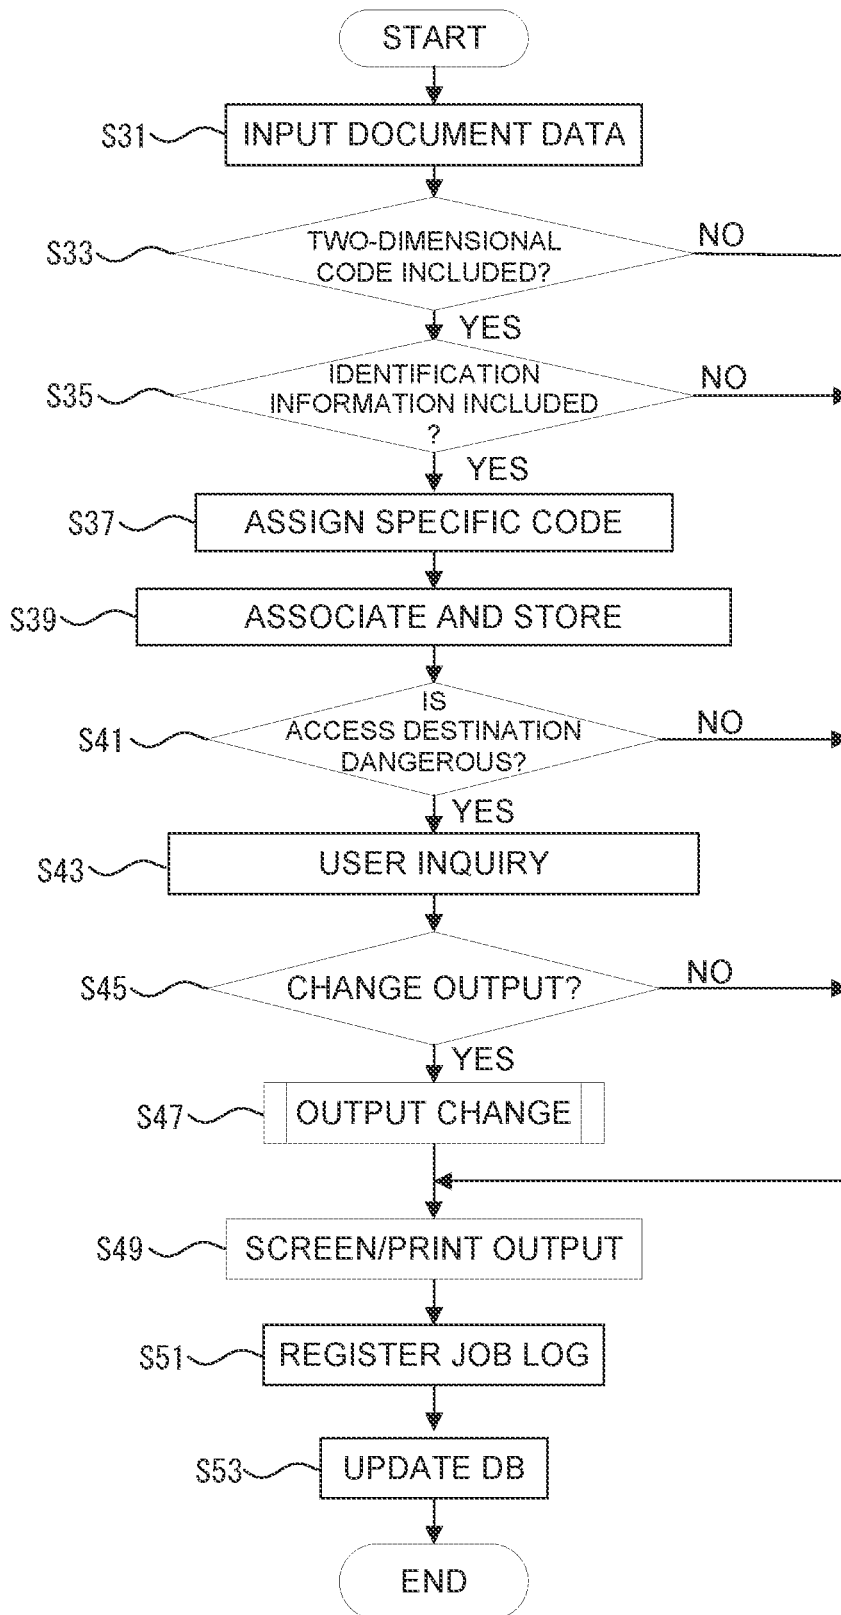 START
S31
INPUT DOCUMENT DATA
S33
TWO-DIMENSIONAL
CODE INCLUDED?
NO
YES
S35
IDENTIFICATION
INFORMATION INCLUDED
?
NO
YES
S37
ASSIGN SPECIFIC CODE
S39
ASSOCIATE AND STORE
S41
IS
ACCESS DESTINATION
DANGEROUS?
NO
YES
S43
USER INQUIRY
S45
CHANGE OUTPUT?
NO
YES
S47
OUTPUT CHANGE
S49
SCREEN/PRINT OUTPUT
S51
REGISTER JOB LOG
S53
UPDATE DB
END